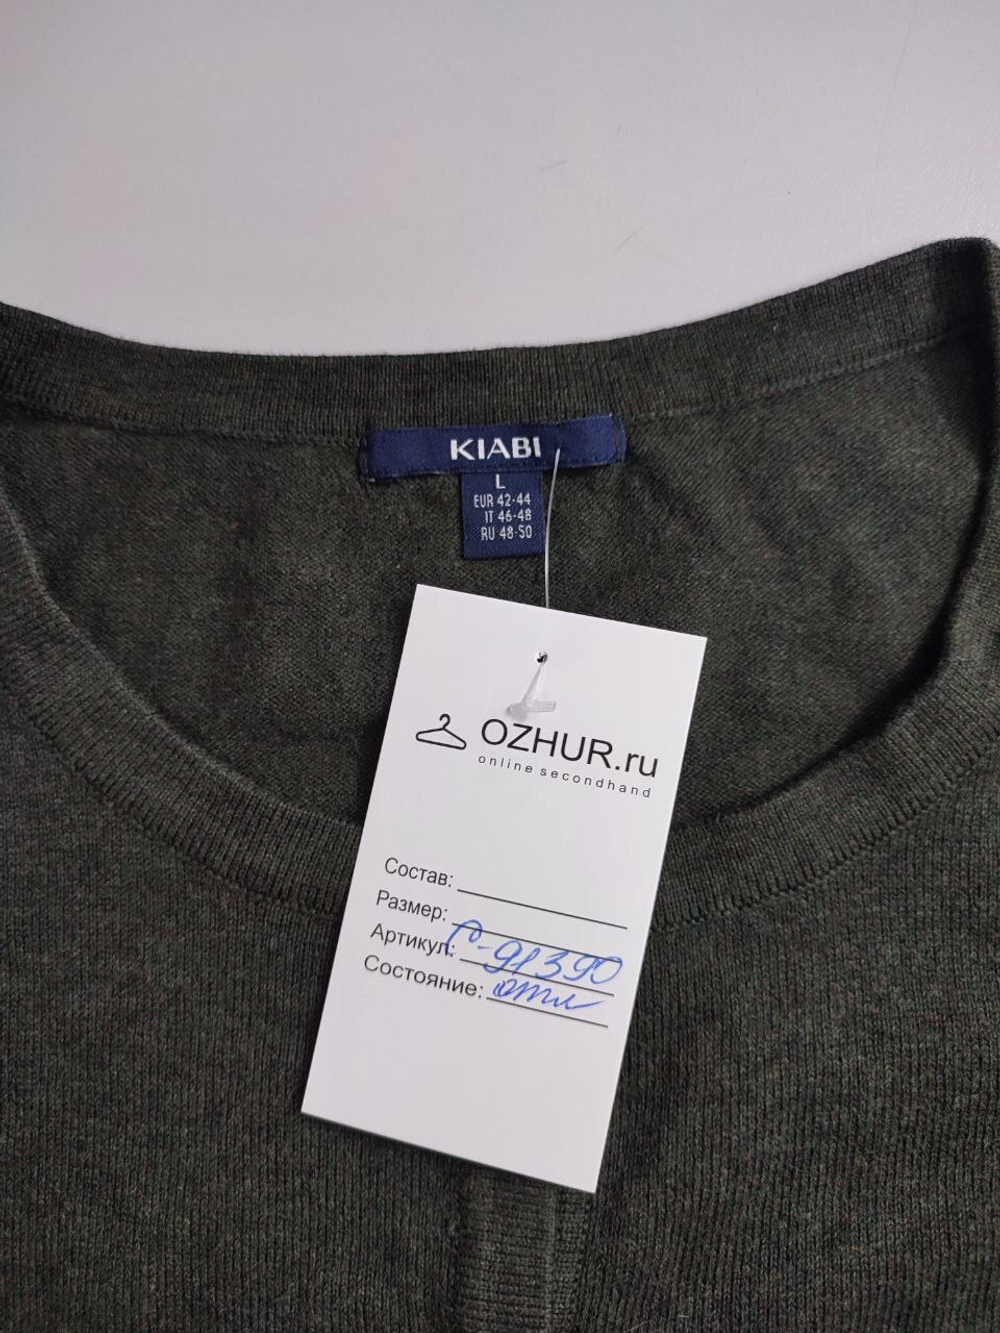 KIABI
L
EUR 42-44
IT 46-48
RU 48-50
OZHUR.ru
online secondhand
Состав:
Размер:
Артикул: С-91390
Состояние: отл